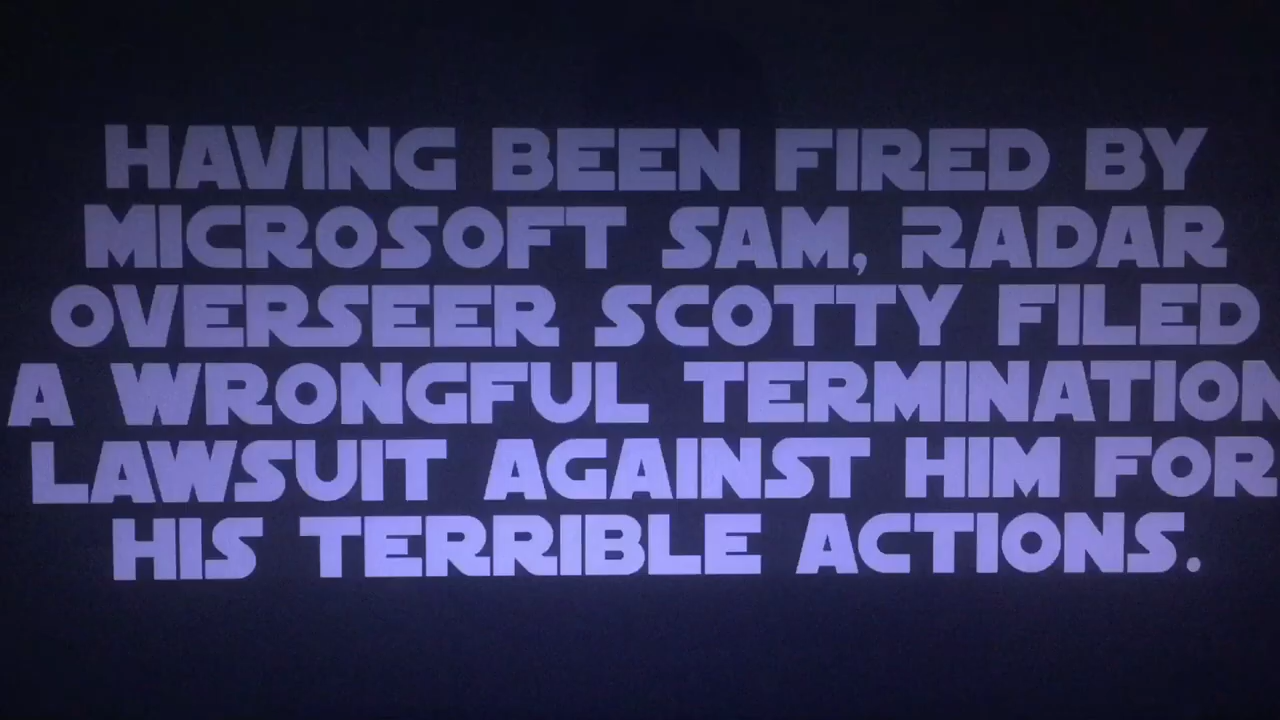 HAVING BEEN FIRED BY
MICROSOFT SAM, RADAR
OVERSEER SCOTTY FILED
A WRONGFUL TERMINATION
LAWSUIT AGAINST HIM FOR
HIS TERRIBLE ACTIONS.